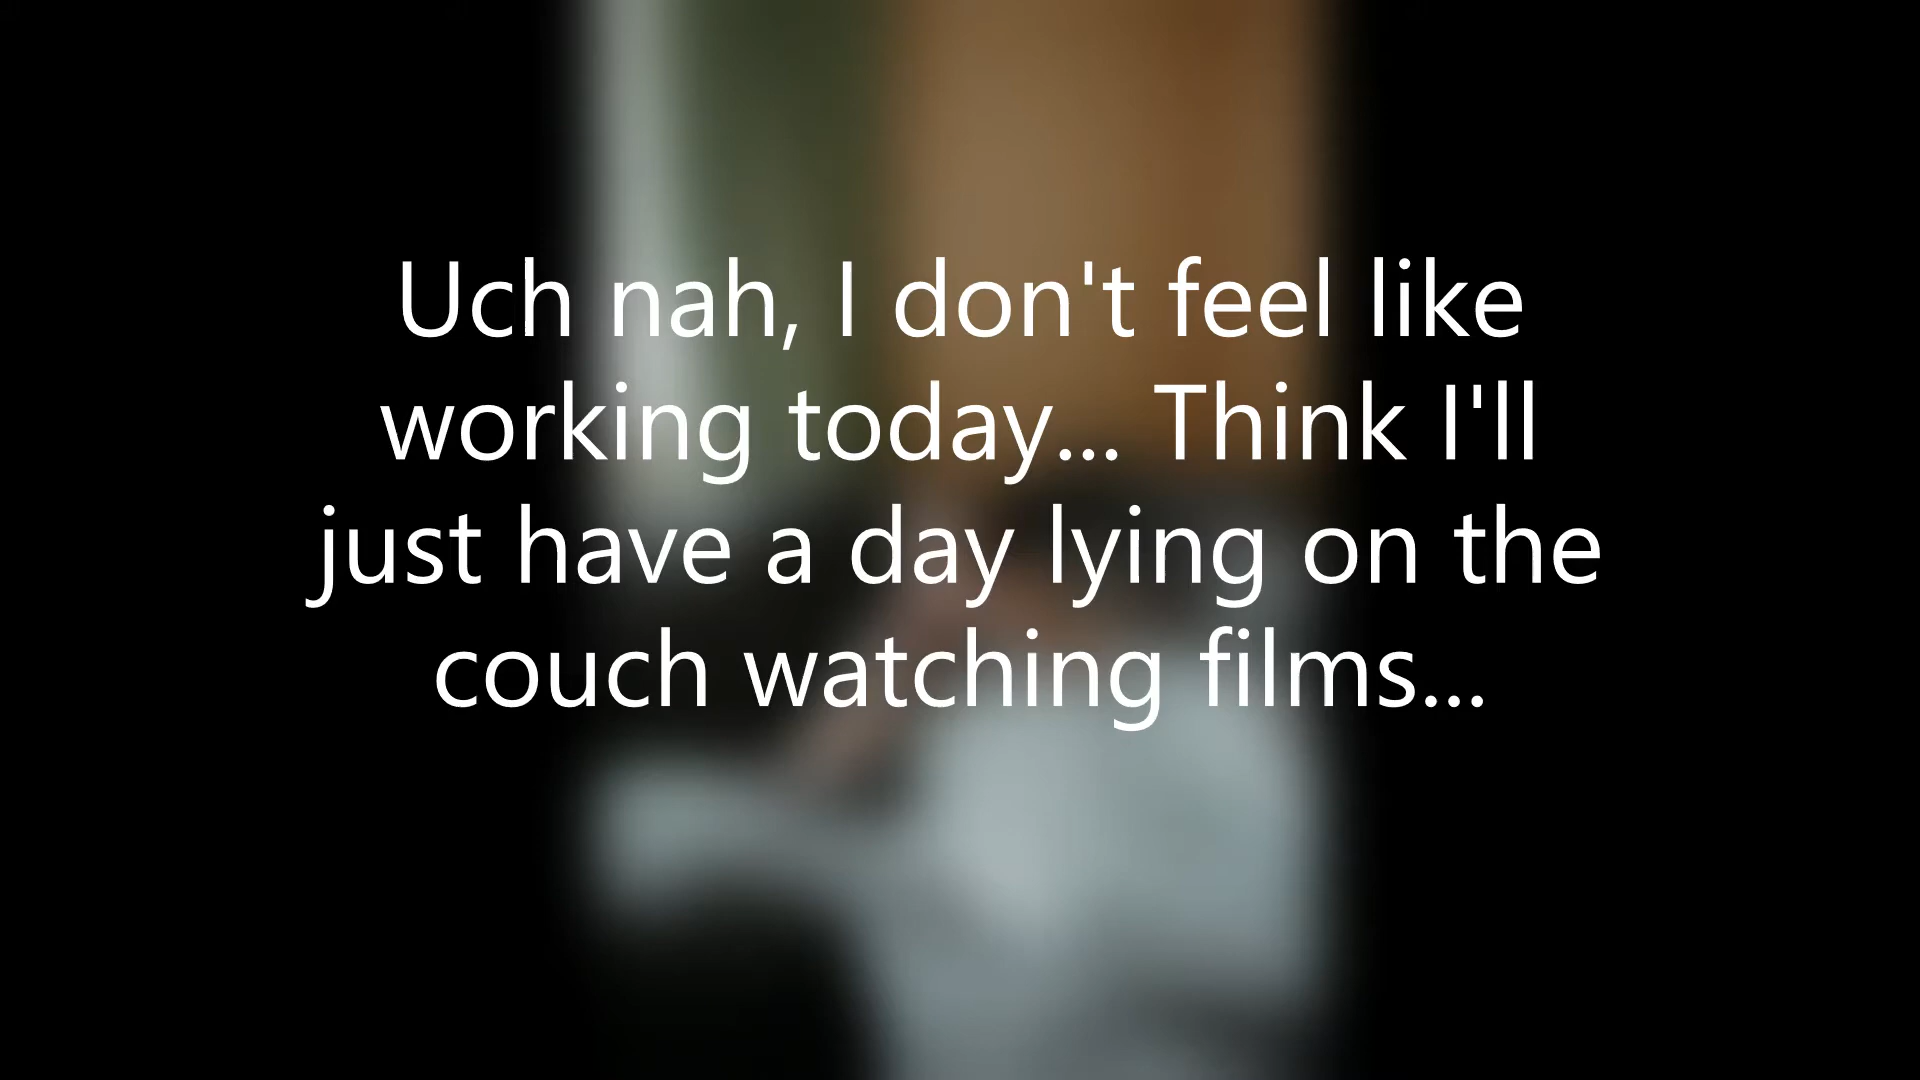 Uch nah, I don't feel like
working today... Think I'll
just have a day lying on the
couch watching films...